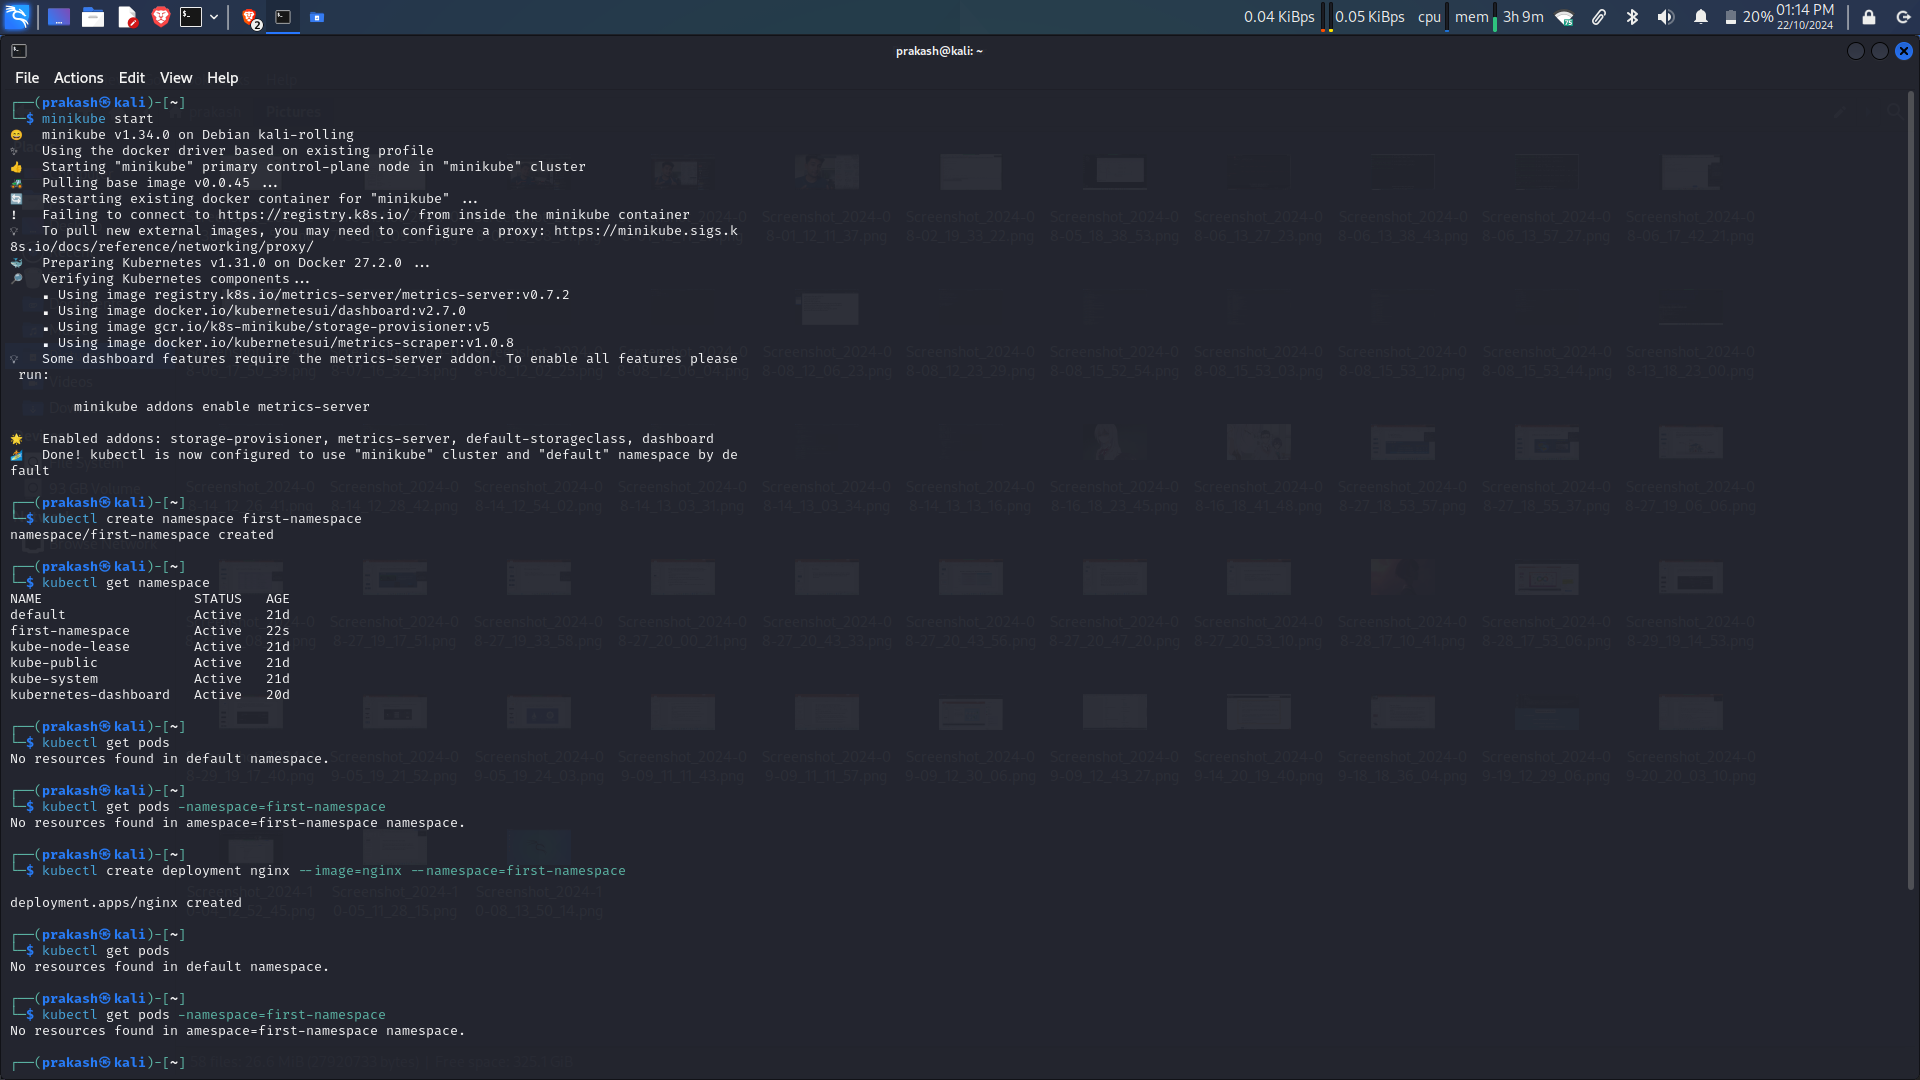 2
0.04 KiBps 0.05 KiBps cpu mem 3h 9m 20% 01:14 PM
22/10/2024
prakash@kali: ~
File Actions Edit View Help
┌──(prakash㉿kali)-[~]
└─$ minikube start
😄 minikube v1.34.0 on Debian kali-rolling
✨ Using the docker driver based on existing profile
👍 Starting "minikube" primary control-plane node in "minikube" cluster
🚜 Pulling base image v0.0.45 ...
🔄 Restarting existing docker container for "minikube" ...
! Failing to connect to https://registry.k8s.io/ from inside the minikube container
💡 To pull new external images, you may need to configure a proxy: https://minikube.sigs.k
8s.io/docs/reference/networking/proxy/
🐳 Preparing Kubernetes v1.31.0 on Docker 27.2.0 ...
🔎 Verifying Kubernetes components...
▪ Using image registry.k8s.io/metrics-server/metrics-server:v0.7.2
▪ Using image docker.io/kubernetesui/dashboard:v2.7.0
▪ Using image gcr.io/k8s-minikube/storage-provisioner:v5
▪ Using image docker.io/kubernetesui/metrics-scraper:v1.0.8
💡 Some dashboard features require the metrics-server addon. To enable all features please
run:
minikube addons enable metrics-server
🌟 Enabled addons: storage-provisioner, metrics-server, default-storageclass, dashboard
🏄 Done! kubectl is now configured to use "minikube" cluster and "default" namespace by de
fault
┌──(prakash㉿kali)-[~]
└─$ kubectl create namespace first-namespace
namespace/first-namespace created
┌──(prakash㉿kali)-[~]
└─$ kubectl get namespace
NAME STATUS AGE
default Active 21d
first-namespace Active 22s
kube-node-lease Active 21d
kube-public Active 21d
kube-system Active 21d
kubernetes-dashboard Active 20d
┌──(prakash㉿kali)-[~]
└─$ kubectl get pods
No resources found in default namespace.
┌──(prakash㉿kali)-[~]
└─$ kubectl get pods -namespace=first-namespace
No resources found in amespace=first-namespace namespace.
┌──(prakash㉿kali)-[~]
└─$ kubectl create deployment nginx --image=nginx --namespace=first-namespace
deployment.apps/nginx created
┌──(prakash㉿kali)-[~]
└─$ kubectl get pods
No resources found in default namespace.
┌──(prakash㉿kali)-[~]
└─$ kubectl get pods -namespace=first-namespace
No resources found in amespace=first-namespace namespace.
┌──(prakash㉿kali)-[~]